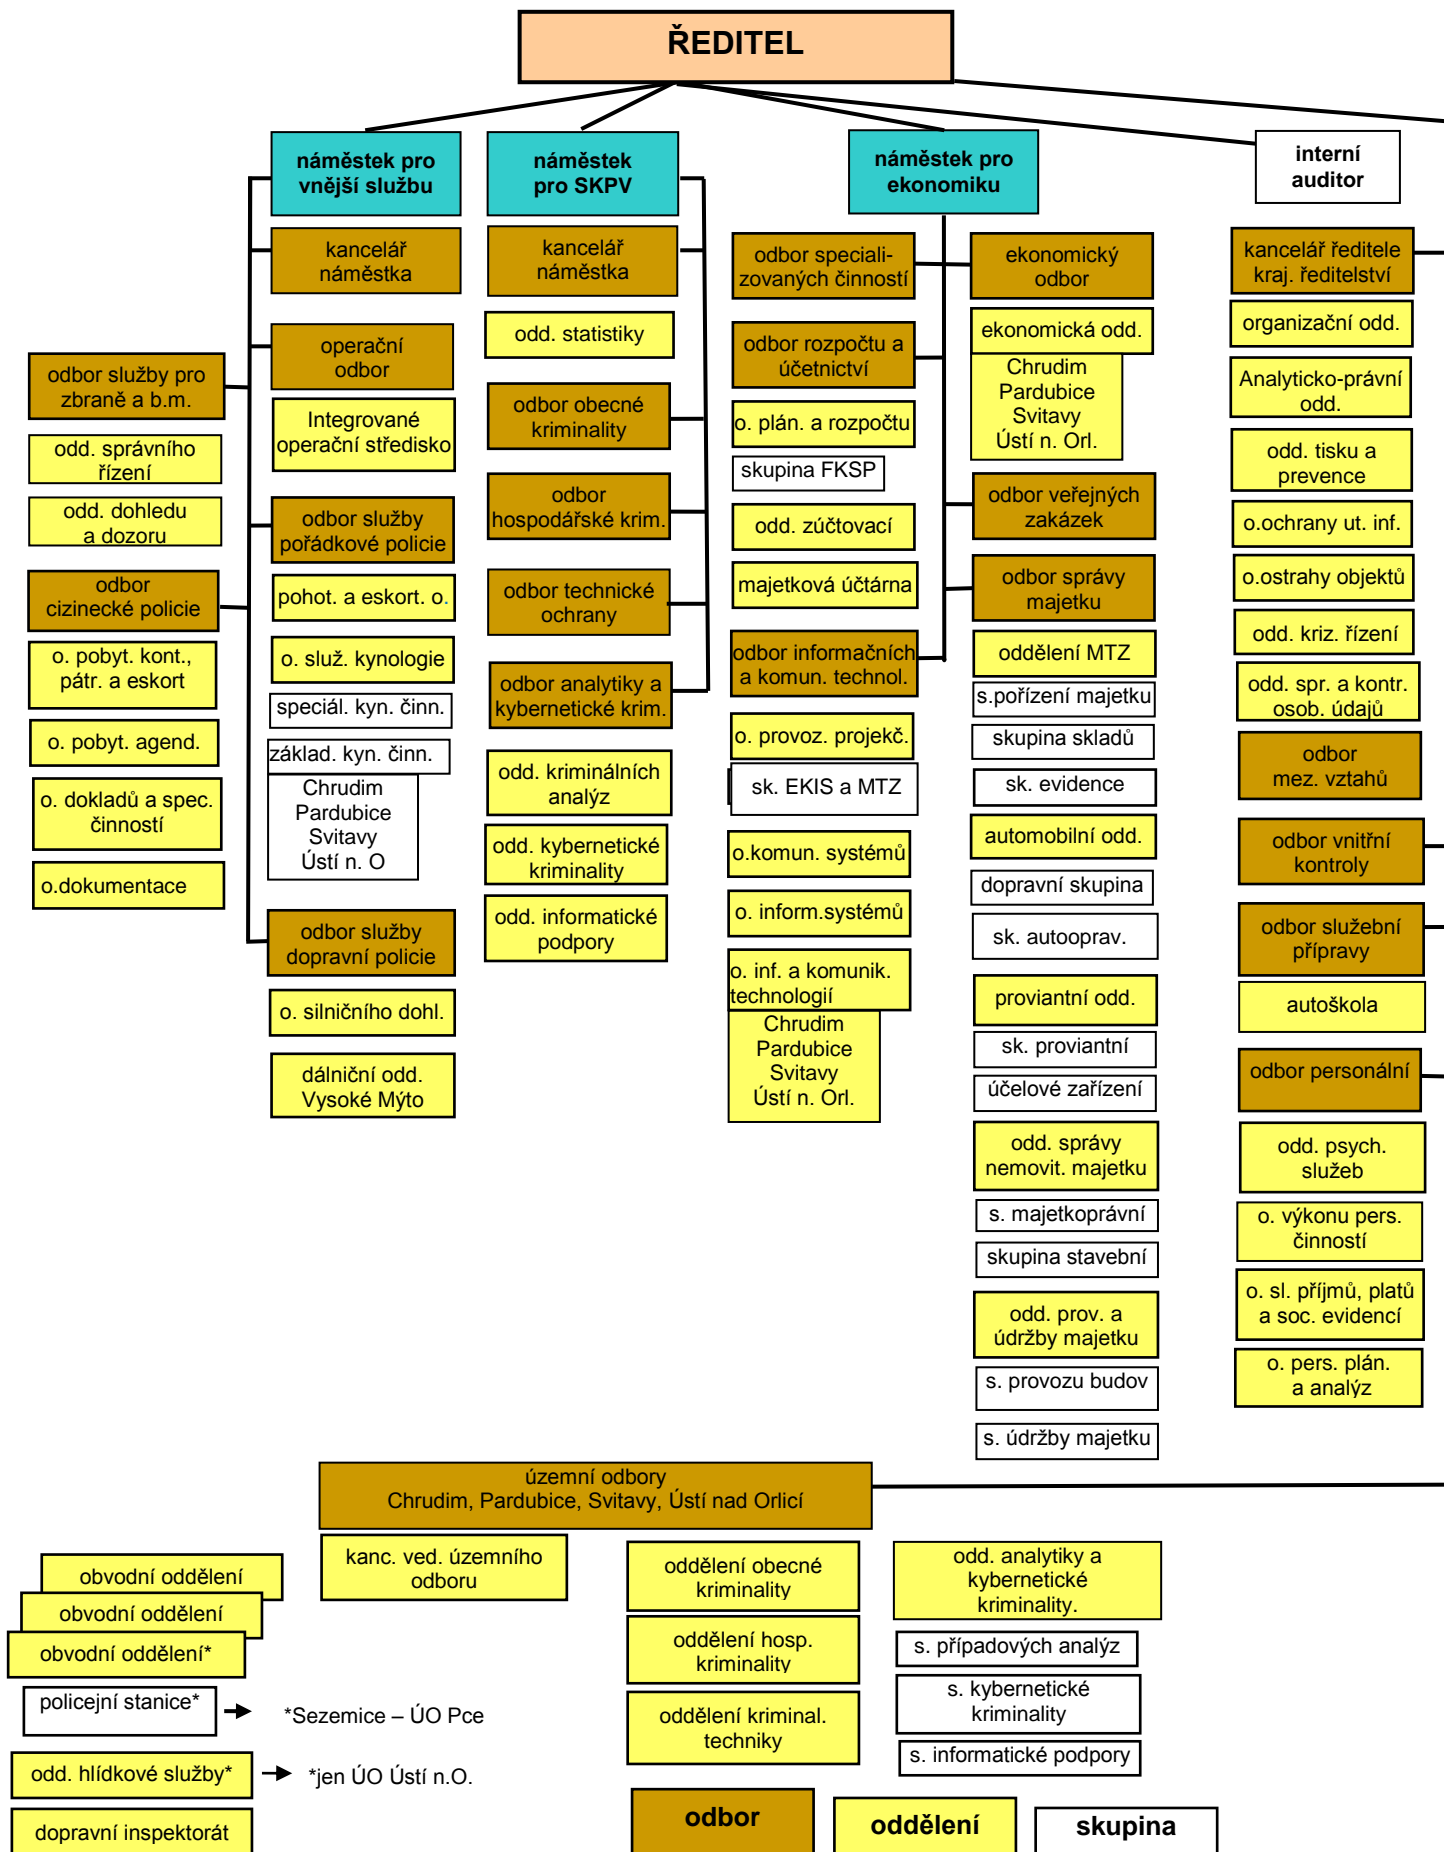 ŘEDITEL
náměstek pro
vnější službu
náměstek
pro SKPV
náměstek pro
ekonomiku
interní
auditor
kancelář
náměstka
operační
odbor
Integrované
operační středisko
odbor služby
pořádkové policie
pohot. a eskort. o.
o. služ. kynologie
speciál. kyn. činn.
základ. kyn. činn.
Chrudim
Pardubice
Svitavy
Ústí n. O
odbor služby
dopravní policie
o. silničního dohl.
dálniční odd.
Vysoké Mýto
odbor služby pro
zbraně a b.m.
odd. správního
řízení
odd. dohledu
a dozoru
odbor
cizinecké policie
o. pobyt. kont.,
pátr. a eskort
o. pobyt. agend.
o. dokladů a spec.
činností
o.dokumentace
kancelář
náměstka
odd. statistiky
odbor obecné
kriminality
odbor
hospodářské krim.
odbor technické
ochrany
odbor analytiky a
kybernetické krim.
odd. kriminálních
analýz
odd. kybernetické
kriminality
odd. informatické
podpory
odbor speciali-
zovaných činností
odbor rozpočtu a
účetnictví
o. plán. a rozpočtu
skupina FKSP
odd. zúčtovací
majetková účtárna
odbor informačních
a komun. technol.
o. provoz. projekč.
sk. EKIS a MTZ
o.komun. systémů
o. inform.systémů
o. inf. a komunik.
technologií
Chrudim
Pardubice
Svitavy
Ústí n. Orl.
ekonomický
odbor
ekonomická odd.
Chrudim
Pardubice
Svitavy
Ústí n. Orl.
odbor veřejných
zakázek
odbor správy
majetku
oddělení MTZ
s.pořízení majetku
skupina skladů
sk. evidence
automobilní odd.
dopravní skupina
sk. autooprav.
proviantní odd.
sk. proviantní
účelové zařízení
odd. správy
nemovit. majetku
s. majetkoprávní
skupina stavební
odd. prov. a
údržby majetku
s. provozu budov
s. údržby majetku
kancelář ředitele
kraj. ředitelství
organizační odd.
Analyticko-právní
odd.
odd. tisku a
prevence
o.ochrany ut. inf.
o.ostrahy objektů
odd. kriz. řízení
odd. spr. a kontr.
osob. údajů
odbor
mez. vztahů
odbor vnitřní
kontroly
odbor služební
přípravy
autoškola
odbor personální
odd. psych.
služeb
o. výkonu pers.
činností
o. sl. příjmů, platů
a soc. evidencí
o. pers. plán.
a analýz
územní odbory
Chrudim, Pardubice, Svitavy, Ústí nad Orlicí
obvodní oddělení
obvodní oddělení
obvodní oddělení*
policejní stanice*
*Sezemice – ÚO Pce
odd. hlídkové služby*
*jen ÚO Ústí n.O.
dopravní inspektorát
kanc. ved. územního
odboru
oddělení obecné
kriminality
oddělení hosp.
kriminality
oddělení kriminal.
techniky
odd. analytiky a
kybernetické
kriminality.
s. případových analýz
s. kybernetické
kriminality
s. informatické podpory
odbor
oddělení
skupina